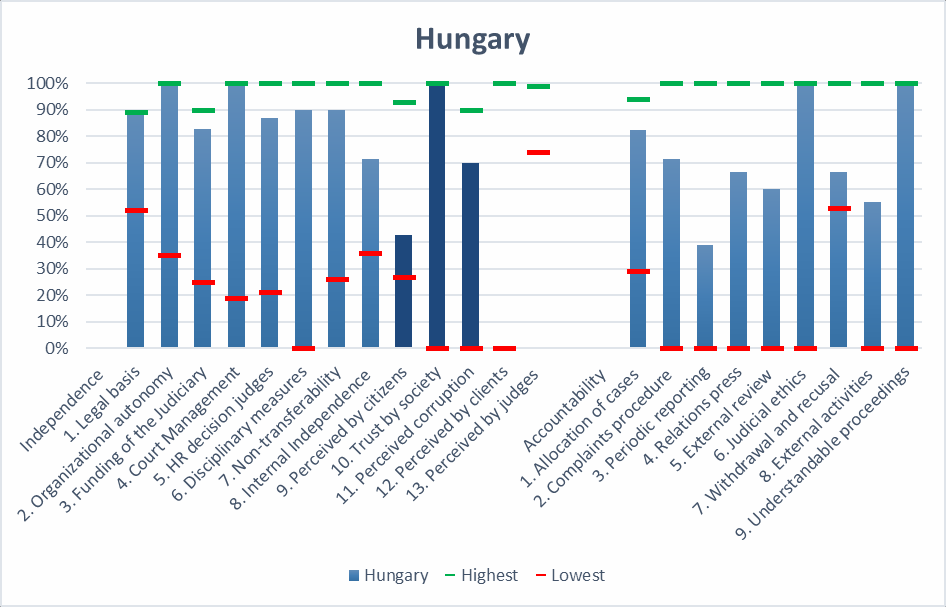 Hungary
100%
90%
80%
70%
60%
50%
40%
30%
20%
10%
0%
Independence
1. Legal basis
2. Organizational autonomy
3. Funding of the Judiciary
4. Court Management
5. HR decision judges
6. Disciplinary measures
7. Non-transferability
8. Internal Independence
9. Perceived by citizens
10. Trust by society
11. Perceived corruption
12. Perceived by clients
13. Perceived by judges
Accountability
1. Allocation of cases
2. Complaints procedure
3. Periodic reporting
4. Relations press
5. External review
6. Judicial ethics
7. Withdrawal and recusal
8. External activities
9. Understandable proceedings
Hungary
Highest
Lowest